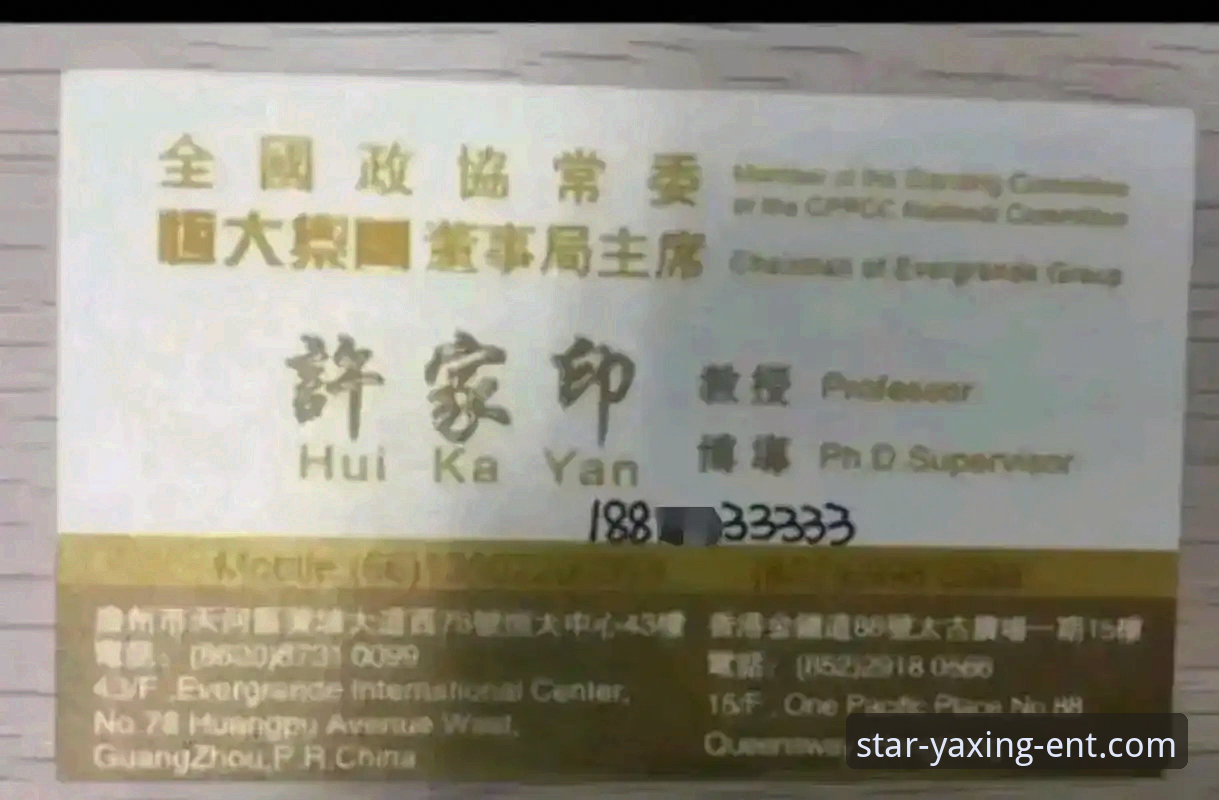 全國政協常委
Member of the Standing Committee
of the CPPCC National Committee
恒大集團 董事局主席
Chairman of Evergrande Group
許家印
Hui Ka Yan
教授 Professor
博導 Ph.D.Supervisor
188 33333
Mobile
廣州市天河區黃埔大道西78號恒大中心43樓
電話： (8620)8731 0099
43/F .Evergrande International Center,
No.78 Huangpu Avenue West,
GuangZhou,P.R.China
香港金鐘道88號太古廣場一期15樓
電話： (852)2918 0566
15/F . One Pacific Place No.88
star-yaxing-ent.com